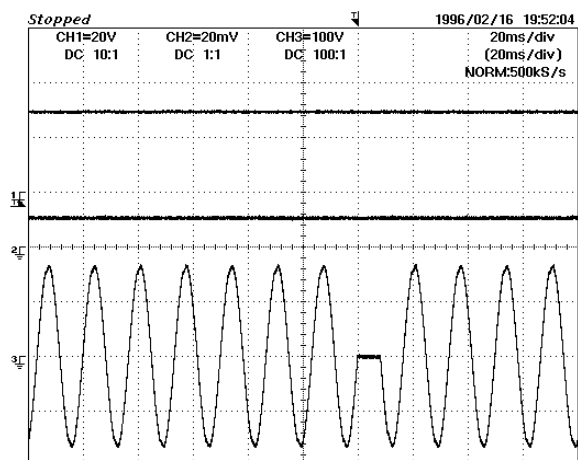 Stopped 1996/02/16 19:52:04
CH1=20V CH2=20mV CH3=100V 20ms/div
DC 10:1 DC 1:1 DC 100:1 (20ms/div)
NORM:500kS/s
T
1
T
2
3